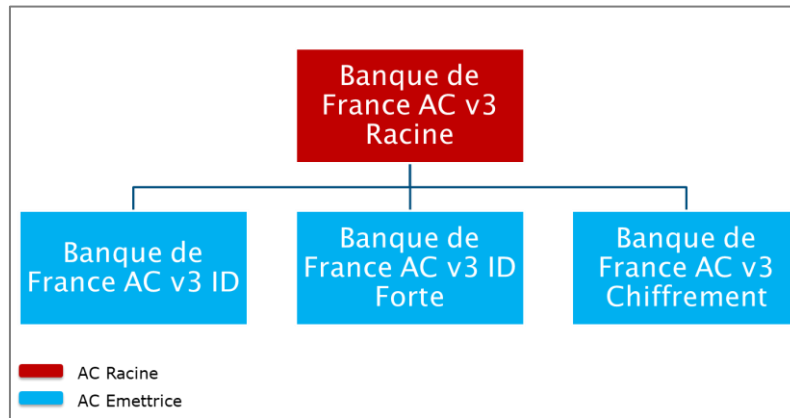 Banque de
France AC v3
Racine
Banque de
France AC v3 ID
Banque de
France AC v3 ID
Forte
Banque de
France AC v3
Chiffrement
AC Racine
AC Emettrice